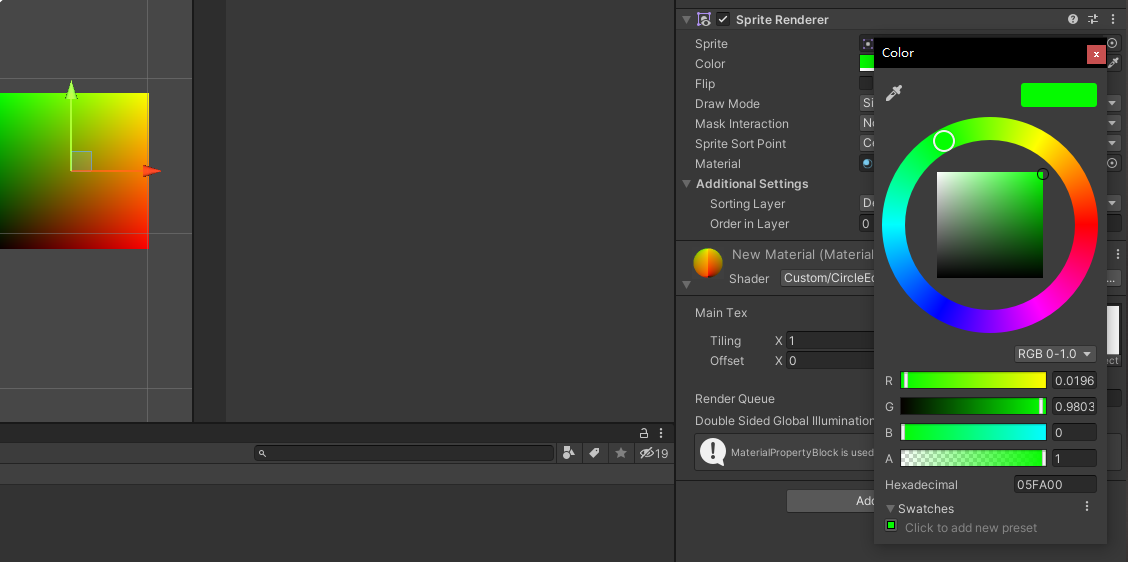 Sprite Renderer
Sprite
Color
Flip
Draw Mode
Mask Interaction
Sprite Sort Point
Material
Additional Settings
Sorting Layer
Order in Layer 0
New Material (Material
Shader Custom/CircleEd
Main Tex
Tiling X 1
Offset X 0
Render Queue
Double Sided Global Illumination
MaterialPropertyBlock is used
Add
19
Color
x
RGB 0-1.0
R 0.0196
G 0.9803
B 0
A 1
Hexadecimal 05FA00
Swatches
Click to add new preset